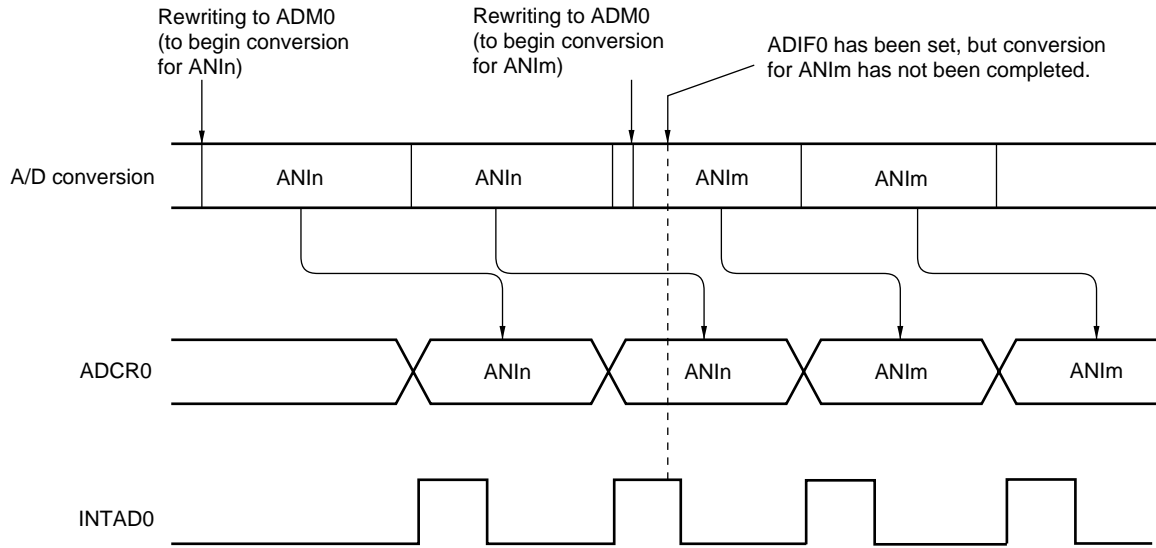 Rewriting to ADM0
(to begin conversion
for ANIn)
Rewriting to ADM0
(to begin conversion
for ANIm)
ADIF0 has been set, but conversion
for ANIm has not been completed.
A/D conversion
ANIn
ANIn
ANIm
ANIm
ADCR0
ANIn
ANIn
ANIm
ANIm
INTAD0